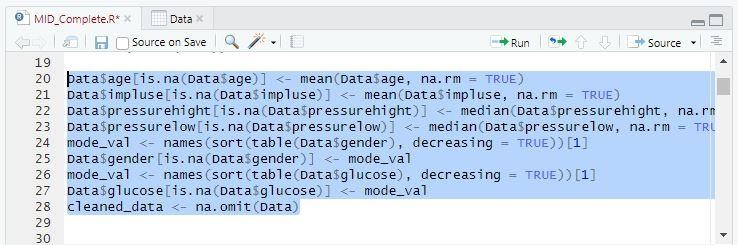 MID_Complete.R*
Data
Source on Save
Run
Source
19
20 Data$age[is.na(Data$age)] <- mean(Data$age, na.rm = TRUE)
21 Data$impluse[is.na(Data$impluse)] <- mean(Data$impluse, na.rm = TRUE)
22 Data$pressurehight[is.na(Data$pressurehight)] <- median(Data$pressurehight, na.rm
23 Data$pressurelow[is.na(Data$pressurelow)] <- median(Data$pressurelow, na.rm = TRU
24 mode_val <- names(sort(table(Data$gender), decreasing = TRUE))[1]
25 Data$gender[is.na(Data$gender)] <- mode_val
26 mode_val <- names(sort(table(Data$glucose), decreasing = TRUE))[1]
27 Data$glucose[is.na(Data$glucose)] <- mode_val
28 cleaned_data <- na.omit(Data)
29
30